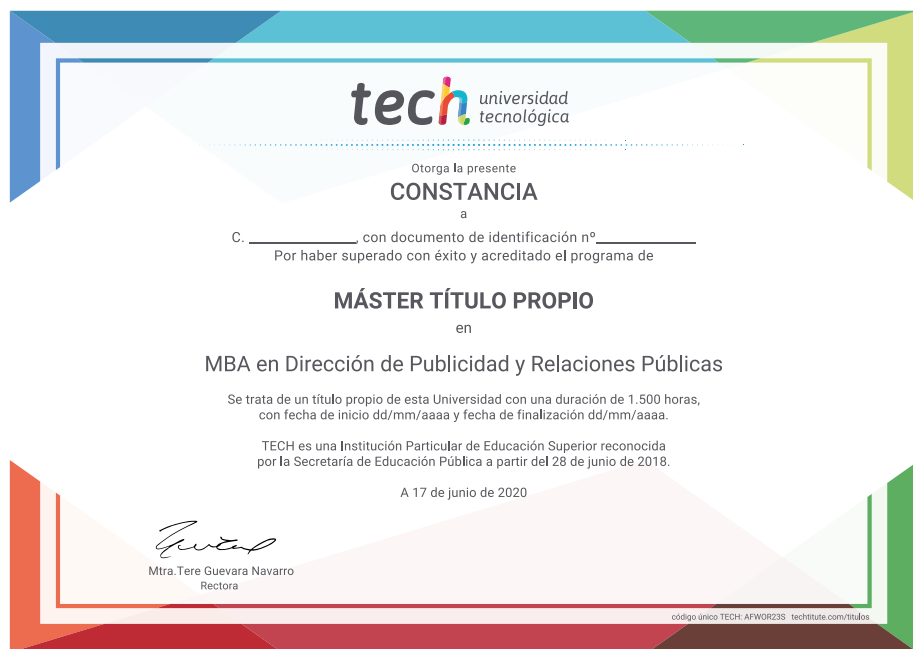 tech universidad
tecnológica
Otorga la presente
CONSTANCIA
a
C. ____________, con documento de identificación nº____________
Por haber superado con éxito y acreditado el programa de
MÁSTER TÍTULO PROPIO
en
MBA en Dirección de Publicidad y Relaciones Públicas
Se trata de un título propio de esta Universidad con una duración de 1.500 horas,
con fecha de inicio dd/mm/aaaa y fecha de finalización dd/mm/aaaa.
TECH es una Institución Particular de Educación Superior reconocida
por la Secretaría de Educación Pública a partir del 28 de junio de 2018.
A 17 de junio de 2020
Mtra.Tere Guevara Navarro
Rectora
código único TECH: AFWOR23S techtitute.com/titulos